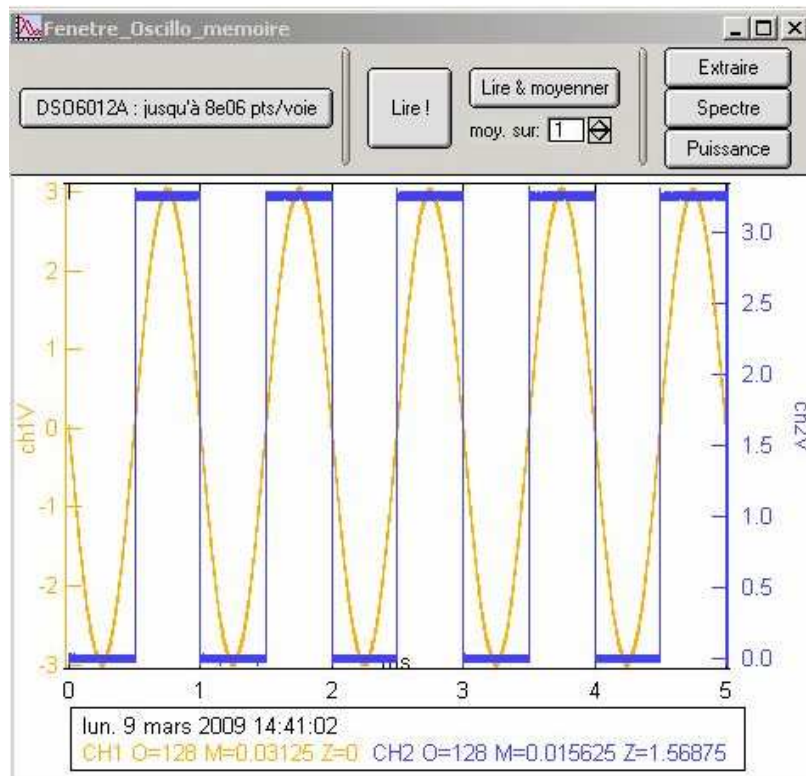 Fenetre_Oscillo_memoire
DSO6012A : jusqu'à 8e06 pts/voie
Lire !
Lire & moyenner
moy. sur: 1
Extraire
Spectre
Puissance
3
2
1
0
-1
-2
-3
ch1V
3.0
2.5
2.0
1.5
1.0
0.5
0.0
ch2V
0 1 2 3 4 5
lun. 9 mars 2009 14:41:02
CH1 O=128 M=0.03125 Z=0 CH2 O=128 M=0.015625 Z=1.56875